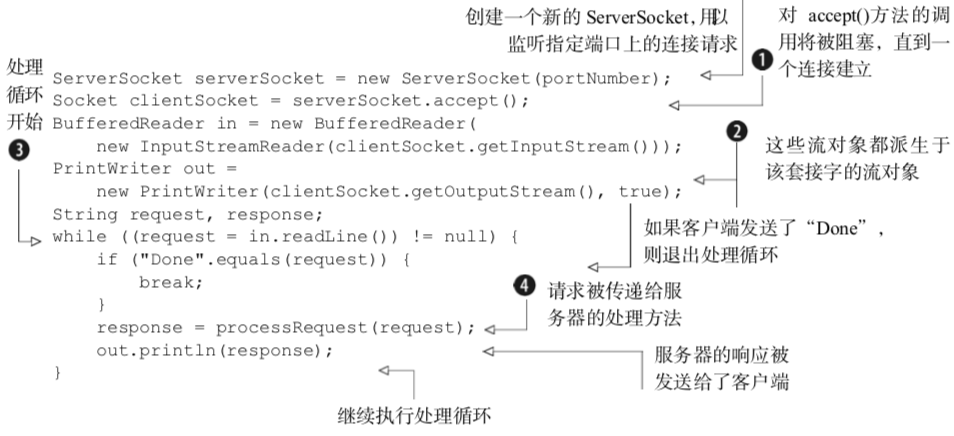 创建一个新的 ServerSocket,用以
监听指定端口上的连接请求
对 accept()方法的调
用将被阻塞，直到一
个连接建立
❶
处理
循环
开始
❸
ServerSocket serverSocket = new ServerSocket(portNumber);
Socket clientSocket = serverSocket.accept();
BufferedReader in = new BufferedReader(
new InputStreamReader(clientSocket.getInputStream()));
PrintWriter out =
new PrintWriter(clientSocket.getOutputStream(), true);
❷
这些流对象都派生于
该套接字的流对象
String request, response;
while ((request = in.readLine()) != null) {
if ("Done".equals(request)) {
break;
}
如果客户端发送了“Done”，
则退出处理循环
❹
请求被传递给服
务器的处理方法
response = processRequest(request);
out.println(response);
}
服务器的响应被
发送给了客户端
继续执行处理循环